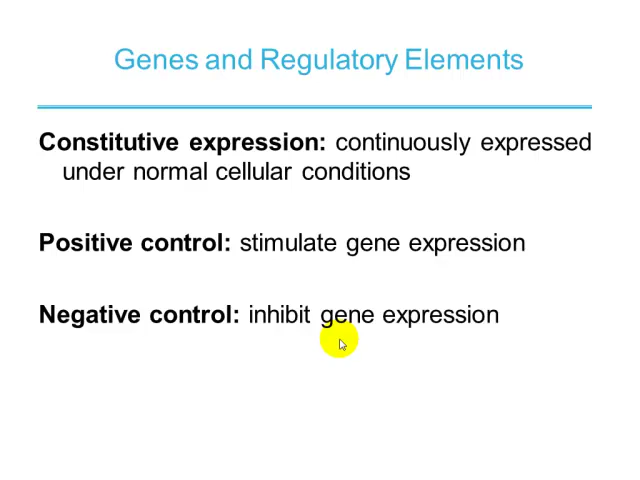 Genes and Regulatory Elements
Constitutive expression: continuously expressed
under normal cellular conditions
Positive control: stimulate gene expression
Negative control: inhibit gene expression